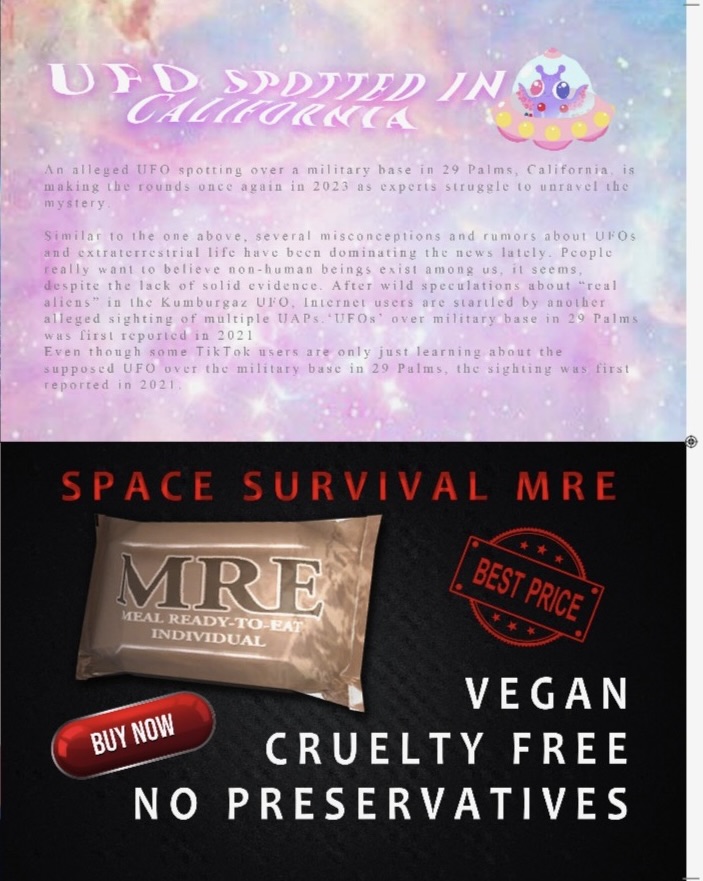 UFO SPOTTED IN
CALIFORNIA
An alleged UFO spotting over a military base in 29 Palms, California, is
making the rounds once again in 2023 as experts struggle to unravel the
mystery.
Similar to the one above, several misconceptions and rumors about UFOs
and extraterrestrial life have been dominating the news lately. People
really want to believe non-human beings exist among us, it seems,
despite the lack of solid evidence. After wild speculations about “real
aliens” in the Kumburgaz UFO, Internet users are startled by another
alleged sighting of multiple UAPs.‘UFOs’ over military base in 29 Palms
was first reported in 2021
Even though some TikTok users are only just learning about the
supposed UFO over the military base in 29 Palms, the sighting was first
reported in 2021.
SPACE SURVIVAL MRE
MRE
MEAL READY-TO-EAT
INDIVIDUAL
BEST PRICE
BUY NOW
VEGAN
CRUELTY FREE
NO PRESERVATIVES